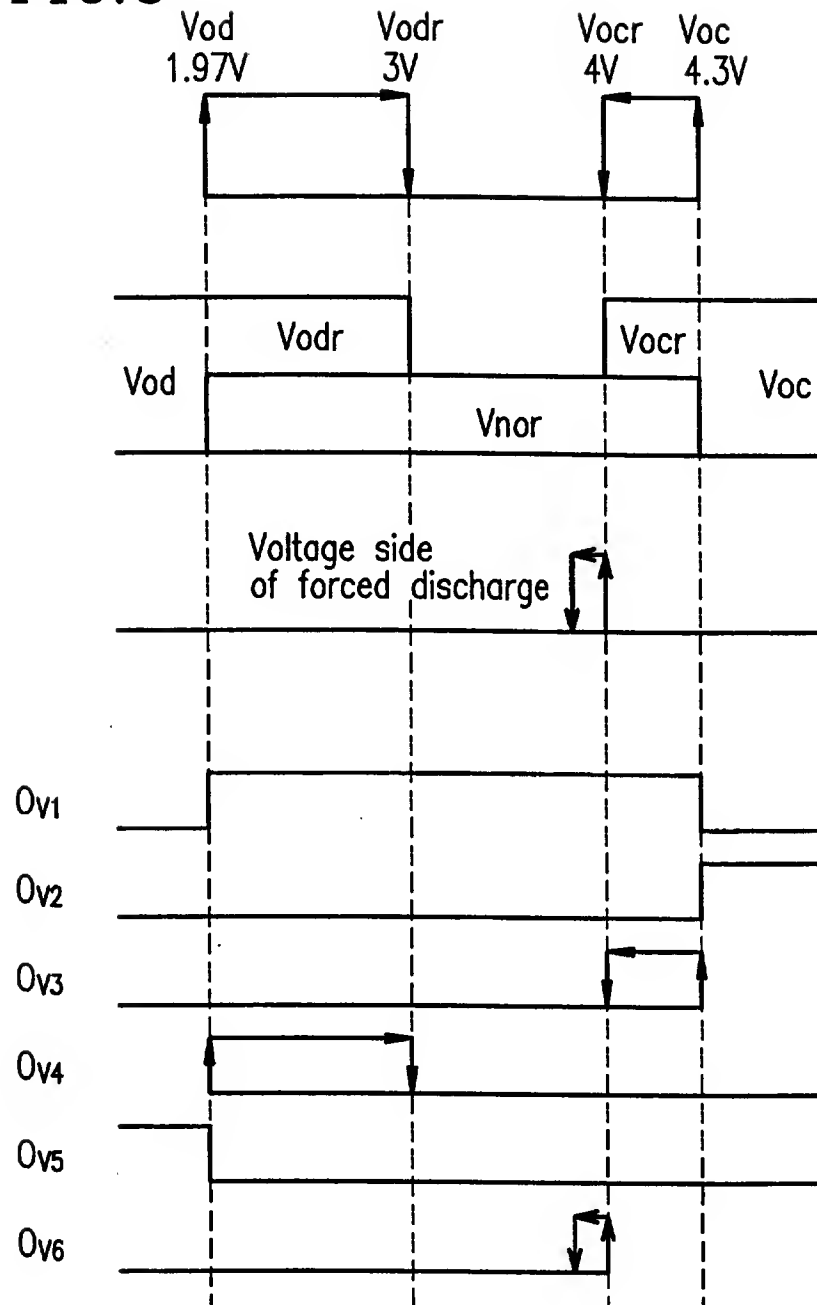 Vod Vodr Vocr Voc
1.97V 3V 4V 4.3V
Vodr Vocr
Vod Voc
Vnor
Voltage side
of forced discharge
Ov1
Ov2
Ov3
Ov4
Ov5
Ov6